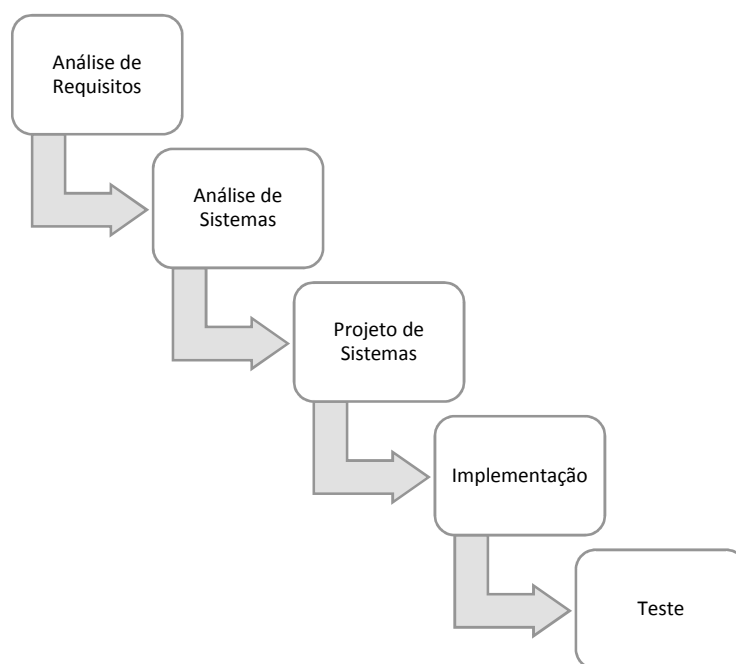 Análise de
Requisitos
Análise de
Sistemas
Projeto de
Sistemas
Implementação
Teste